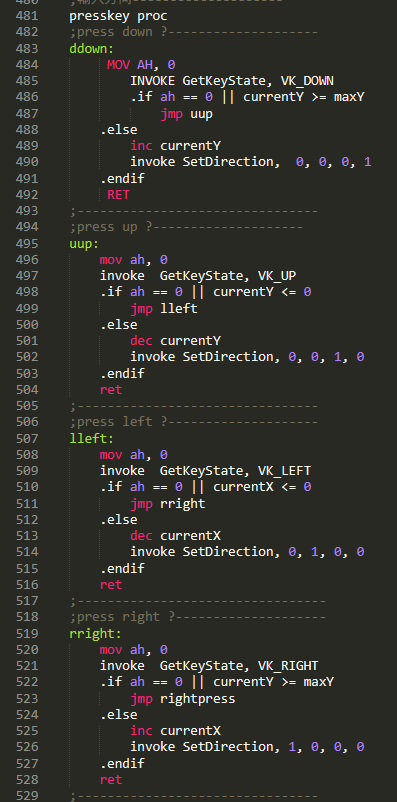 480 ;輸入方向--------------------
481 presskey proc
482 ;press down ?--------------------
483 ddown:
484 MOV AH, 0
485 INVOKE GetKeyState, VK_DOWN
486 .if ah == 0 || currentY >= maxY
487 jmp uup
488 .else
489 inc currentY
490 invoke SetDirection, 0, 0, 0, 1
491 .endif
492 RET
493 ;--------------------------------
494 ;press up ?--------------------
495 uup:
496 mov ah, 0
497 invoke GetKeyState, VK_UP
498 .if ah == 0 || currentY <= 0
499 jmp lleft
500 .else
501 dec currentY
502 invoke SetDirection, 0, 0, 1, 0
503 .endif
504 ret
505 ;--------------------------------
506 ;press left ?--------------------
507 lleft:
508 mov ah, 0
509 invoke GetKeyState, VK_LEFT
510 .if ah == 0 || currentX <= 0
511 jmp rright
512 .else
513 dec currentX
514 invoke SetDirection, 0, 1, 0, 0
515 .endif
516 ret
517 ;---------------------------------
518 ;press right ?--------------------
519 rright:
520 mov ah, 0
521 invoke GetKeyState, VK_RIGHT
522 .if ah == 0 || currentY >= maxY
523 jmp rightpress
524 .else
525 inc currentX
526 invoke SetDirection, 1, 0, 0, 0
527 .endif
528 ret
529 ;--------------------------------